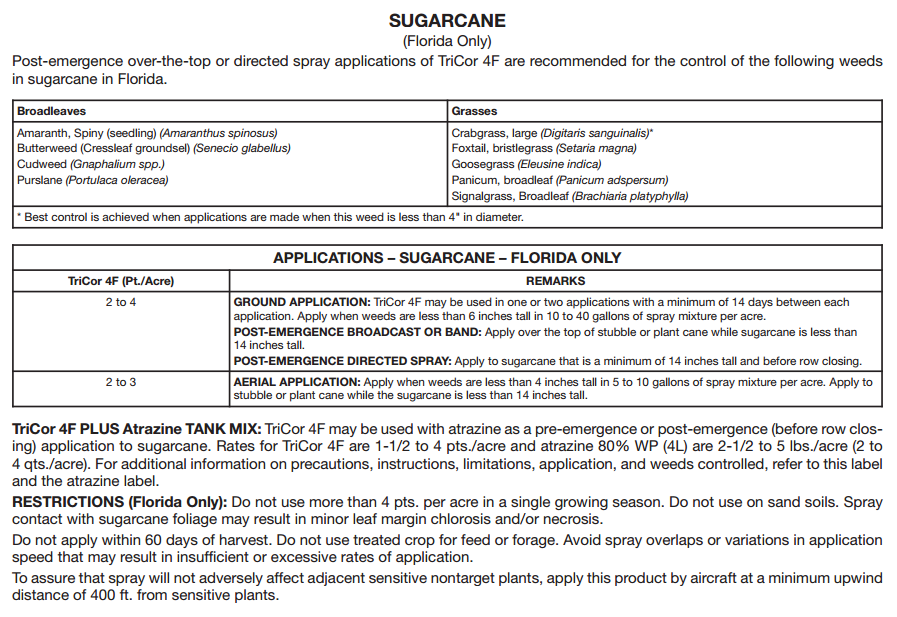 SUGARCANE
(Florida Only)
Post-emergence over-the-top or directed spray applications of TriCor 4F are recommended for the control of the following weeds
in sugarcane in Florida.
Broadleaves
Amaranth, Spiny (seedling) (Amaranthus spinosus)
Butterweed (Cressleaf groundsel) (Senecio glabellus)
Cudweed (Gnaphalium spp.)
Purslane (Portulaca oleracea)
Grasses
Crabgrass, large (Digitaris sanguinalis)*
Foxtail, bristlegrass (Setaria magna)
Goosegrass (Eleusine indica)
Panicum, broadleaf (Panicum adspersum)
Signalgrass, Broadleaf (Brachiaria platyphylla)
* Best control is achieved when applications are made when this weed is less than 4" in diameter.
APPLICATIONS – SUGARCANE – FLORIDA ONLY
TriCor 4F (Pt./Acre)
REMARKS
2 to 4
GROUND APPLICATION: TriCor 4F may be used in one or two applications with a minimum of 14 days between each
application. Apply when weeds are less than 6 inches tall in 10 to 40 gallons of spray mixture per acre.
POST-EMERGENCE BROADCAST OR BAND: Apply over the top of stubble or plant cane while sugarcane is less than
14 inches tall.
POST-EMERGENCE DIRECTED SPRAY: Apply to sugarcane that is a minimum of 14 inches tall and before row closing.
2 to 3
AERIAL APPLICATION: Apply when weeds are less than 4 inches tall in 5 to 10 gallons of spray mixture per acre. Apply to
stubble or plant cane while the sugarcane is less than 14 inches tall.
TriCor 4F PLUS Atrazine TANK MIX: TriCor 4F may be used with atrazine as a pre-emergence or post-emergence (before row clos-
ing) application to sugarcane. Rates for TriCor 4F are 1-1/2 to 4 pts./acre and atrazine 80% WP (4L) are 2-1/2 to 5 lbs./acre (2 to
4 qts./acre). For additional information on precautions, instructions, limitations, application, and weeds controlled, refer to this label
and the atrazine label.
RESTRICTIONS (Florida Only): Do not use more than 4 pts. per acre in a single growing season. Do not use on sand soils. Spray
contact with sugarcane foliage may result in minor leaf margin chlorosis and/or necrosis.
Do not apply within 60 days of harvest. Do not use treated crop for feed or forage. Avoid spray overlaps or variations in application
speed that may result in insufficient or excessive rates of application.
To assure that spray will not adversely affect adjacent sensitive nontarget plants, apply this product by aircraft at a minimum upwind
distance of 400 ft. from sensitive plants.